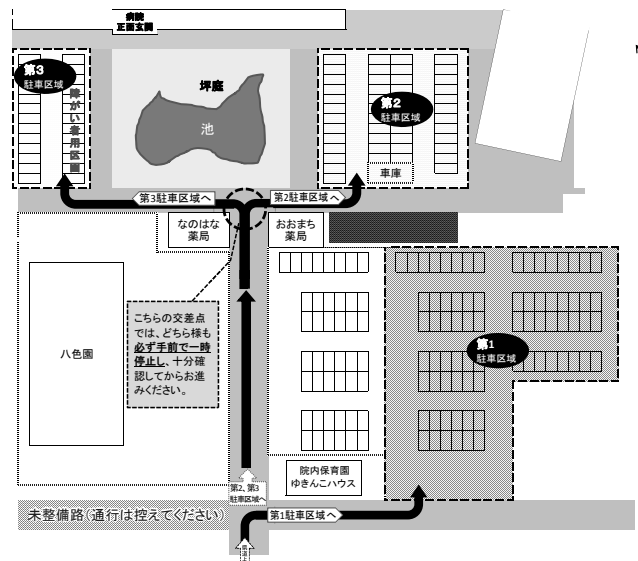 病院
正面玄関
第3
駐車区域
障がい者用区画
坪庭
池
第2
駐車区域
車庫
第3駐車区域へ
第2駐車区域へ
なのはな
薬局
おおまち
薬局
八色園
こちらの交差点
では、どちら様も
必ず手前で一時
停止し、十分確
認してからお進
みください。
第1
駐車区域
院内保育園
ゆきんこハウス
第2、第3
駐車区域へ
未整備路（通行は控えてください）
第1駐車区域へ